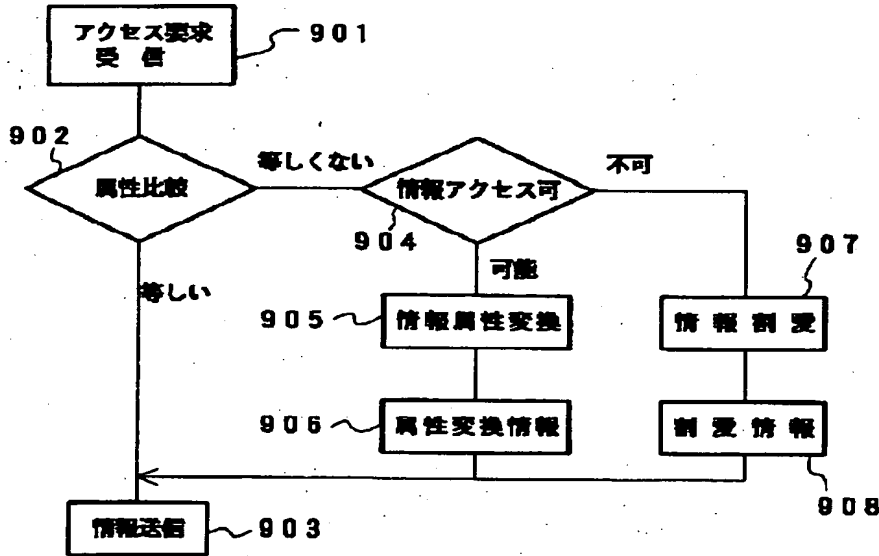 アクセス要求
受信
901
902
属性比較
等しくない
情報アクセス可
不可
904
907
可能
等しい
905
情報属性変換
情報割愛
906
属性変換情報
割愛情報
908
情報送信
903